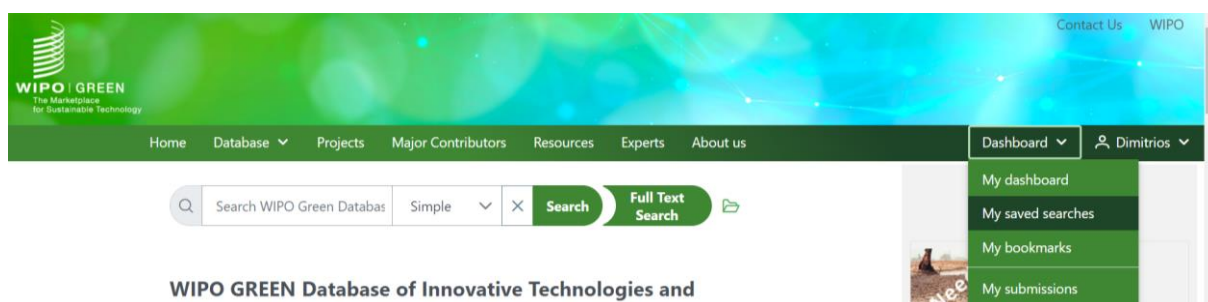 Contact Us WIPO
WIPO | GREEN
The Marketplace
for Sustainable Technology
Home Database Projects Major Contributors Resources Experts About us Dashboard Dimitrios
My dashboard
My saved searches
My bookmarks
My submissions
Search WIPO Green Databas Simple Search Full Text
Search
WIPO GREEN Database of Innovative Technologies and